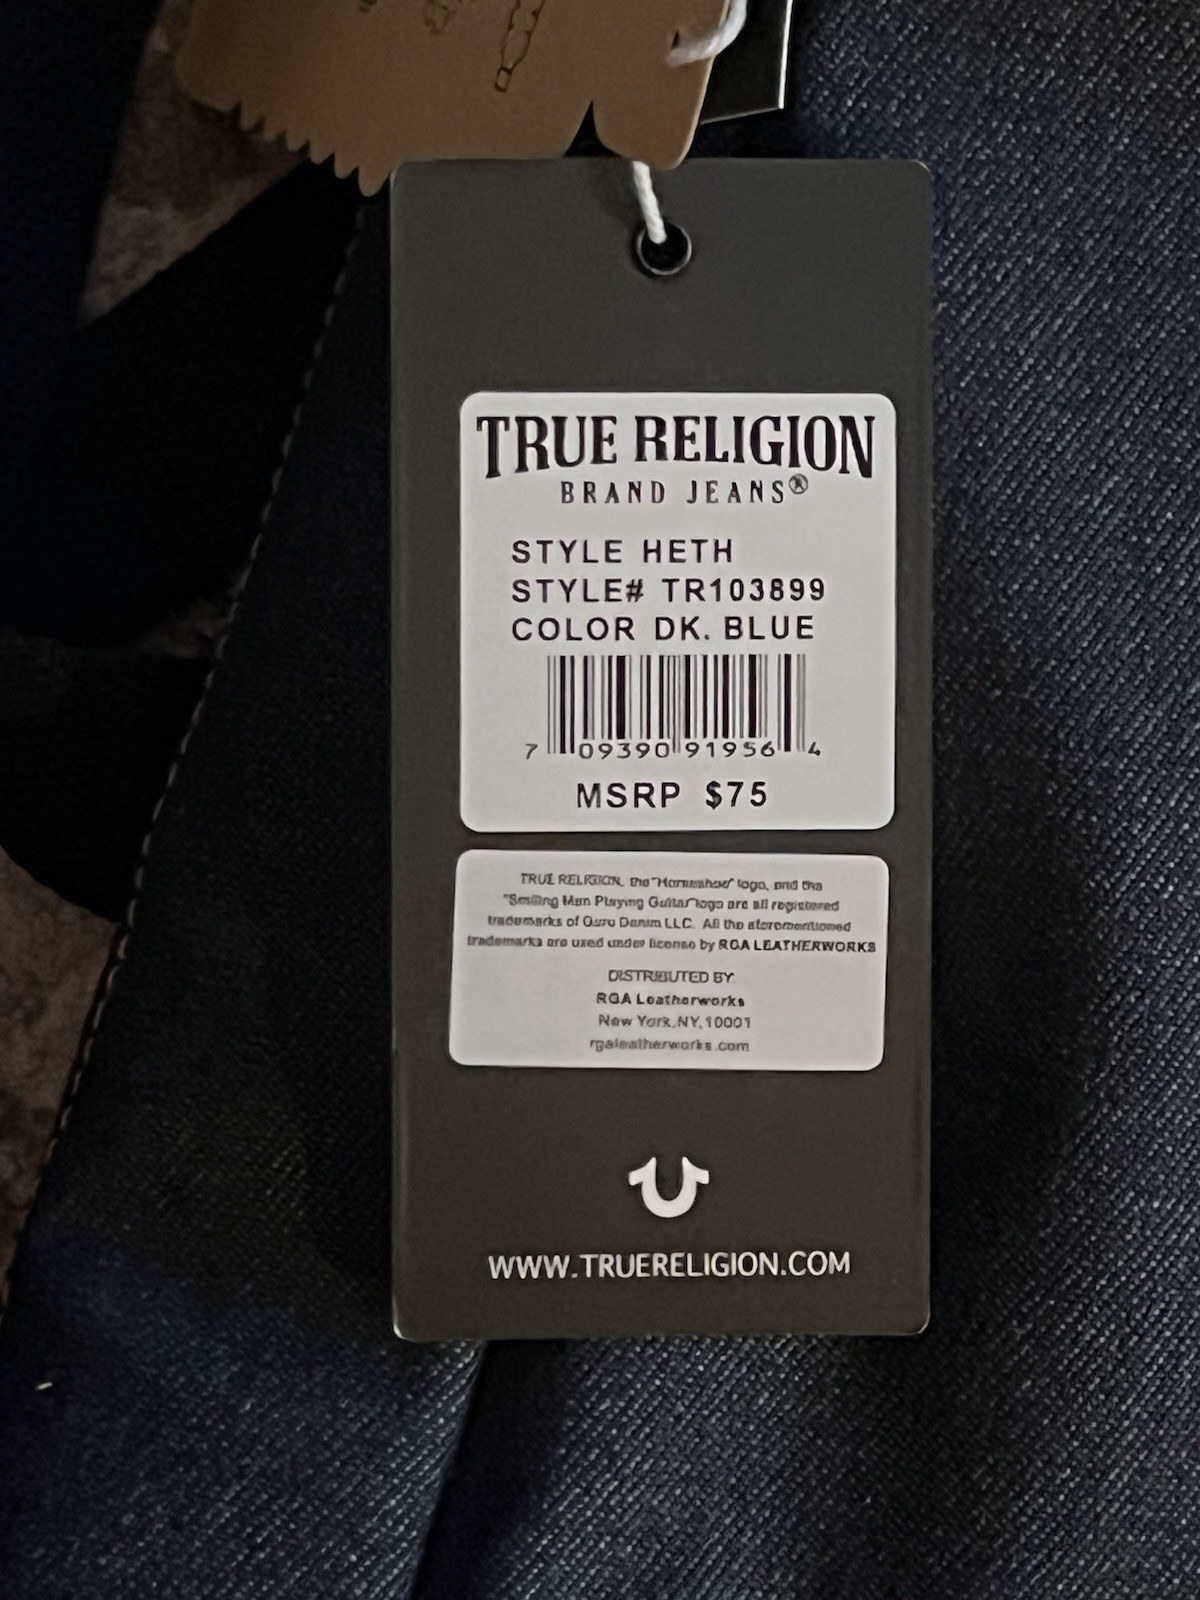 TRUE RELIGION
BRAND JEANS®
STYLE HETH
STYLE# TR103899
COLOR DK. BLUE
7 09390 91956 4
MSRP $75
TRUE RELIGION, the "Horseshoe" logo, and the
"Smiling Man Playing Guitar" logo are all registered
trademarks of Guru Denim LLC. All the aforementioned
trademarks are used under license by RGA LEATHERWORKS
DISTRIBUTED BY:
RGA Leatherworks
New York, NY, 10001
rgaleatherworks.com
WWW.TRUERELIGION.COM